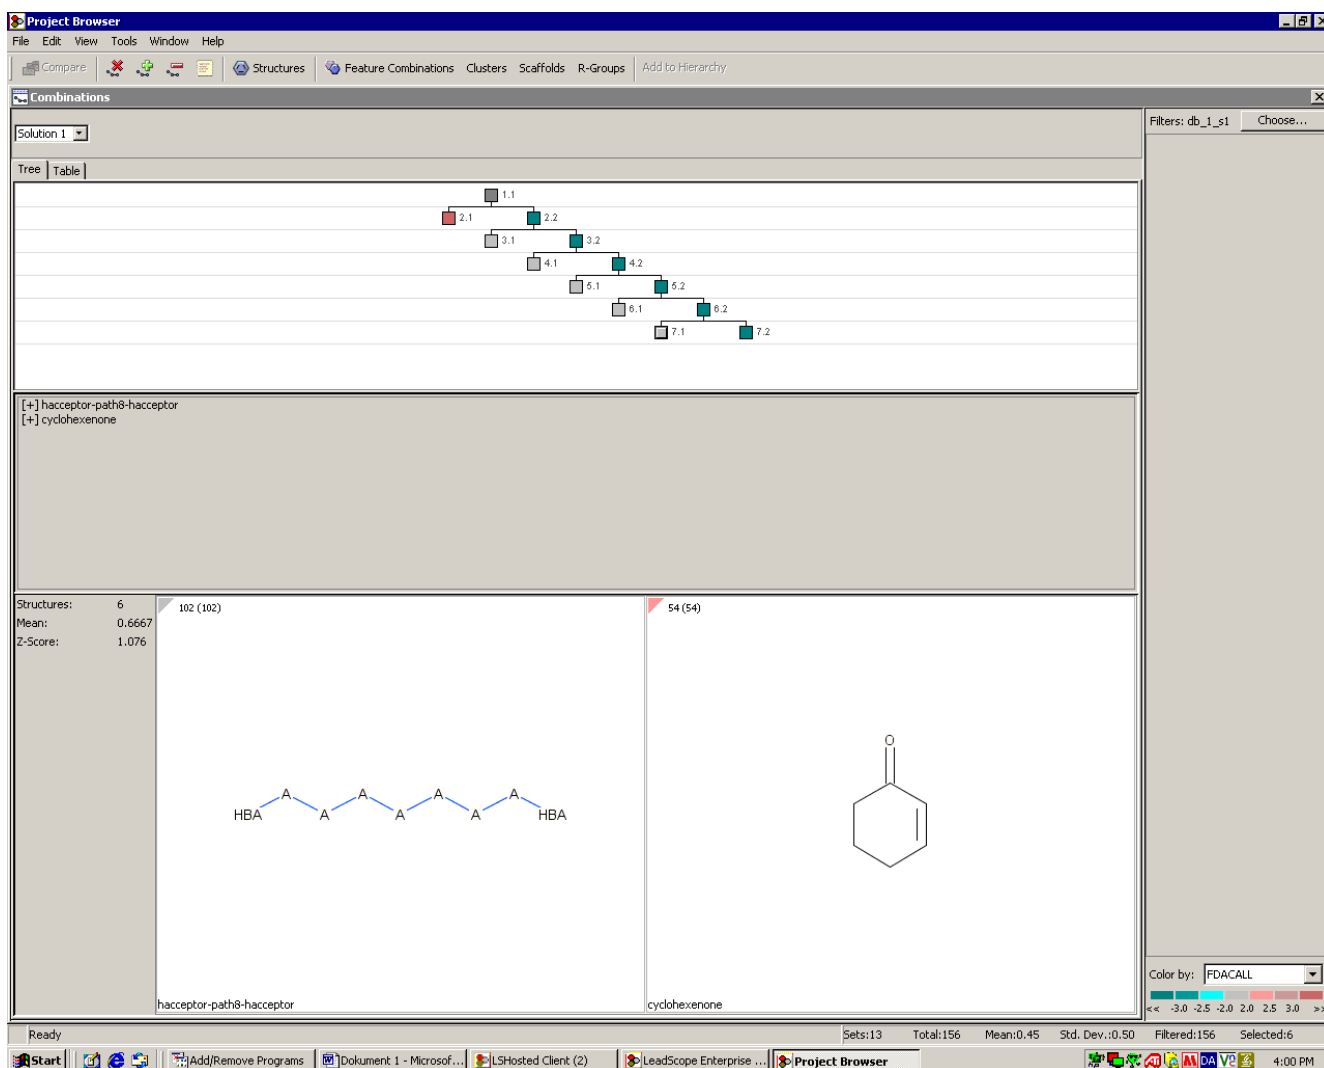 Project Browser
File Edit View Tools Window Help
Compare Structures Feature Combinations Clusters Scaffolds R-Groups Add to Hierarchy
Combinations
Solution 1
Filters: db_1_s1 Choose...
Tree Table
1.1
2.1 2.2
3.1 3.2
4.1 4.2
5.1 5.2
6.1 6.2
7.1 7.2
[+] hacceptor-path8-hacceptor
[+] cyclohexenone
Structures: 6
Mean: 0.6667
Z-Score: 1.076
102 (102)
54 (54)
O
A A A A
HBA A A A HBA
hacceptor-path8-hacceptor
cyclohexenone
Color by: FDACALL
<< -3.0 -2.5 -2.0 2.0 2.5 3.0 >>
Ready Sets:13 Total:156 Mean:0.45 Std. Dev.:0.50 Filtered:156 Selected:6
Start Add/Remove Programs Dokument 1 - Microsof... LSHosted Client (2) LeadScope Enterprise ... Project Browser DA 4:00 PM